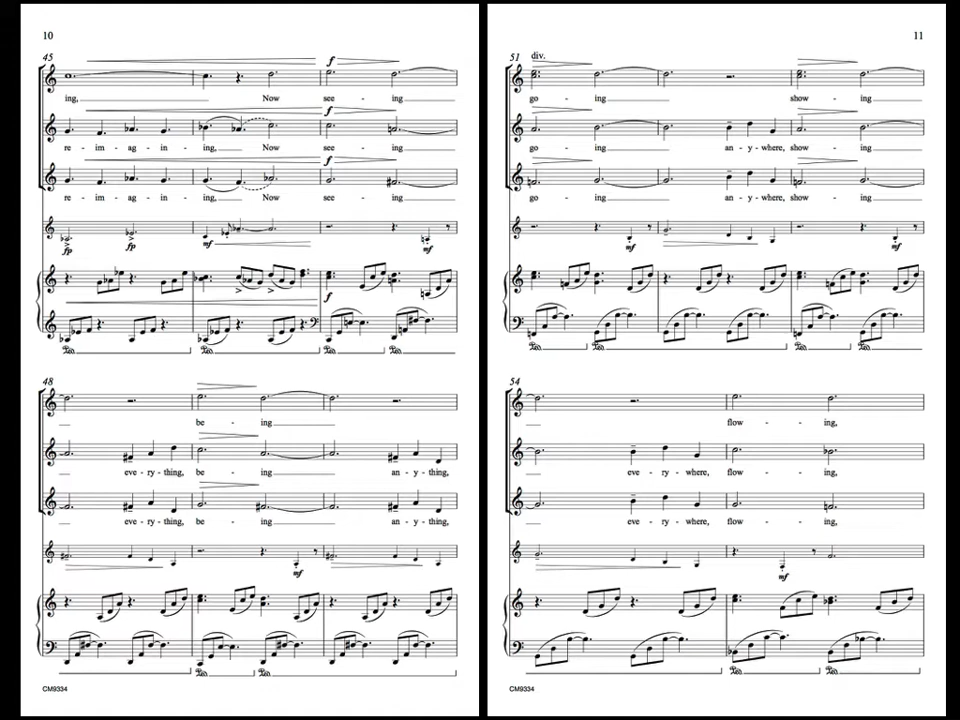 10
45
f
ing, Now see - ing
f
re - im - ag - in - ing, Now see - ing
f
re - im - ag - in - ing, Now see - ing
fp fp mf mf
f
48
be - ing
eve - ry - thing, be - ing an - y - thing,
eve - ry - thing, be - ing an - y - thing,
mf
CM9334
11
51 div.
go - ing show - ing
go - ing an - y - where, show - ing
go - ing an - y - where, show - ing
mf mf
54
flow - ing,
eve - ry - where, flow - ing,
eve - ry - where, flow - ing,
mf
CM9334